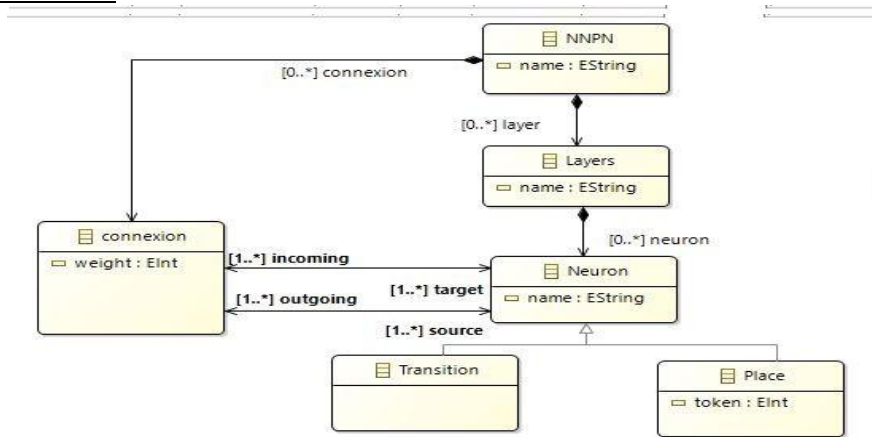 NNPN
name : EString
[0..*] connexion
[0..*] layer
Layers
name : EString
[0..*] neuron
connexion
weight : EInt
[1..*] incoming
[1..*] target
[1..*] outgoing
[1..*] source
Neuron
name : EString
Transition
Place
token : EInt